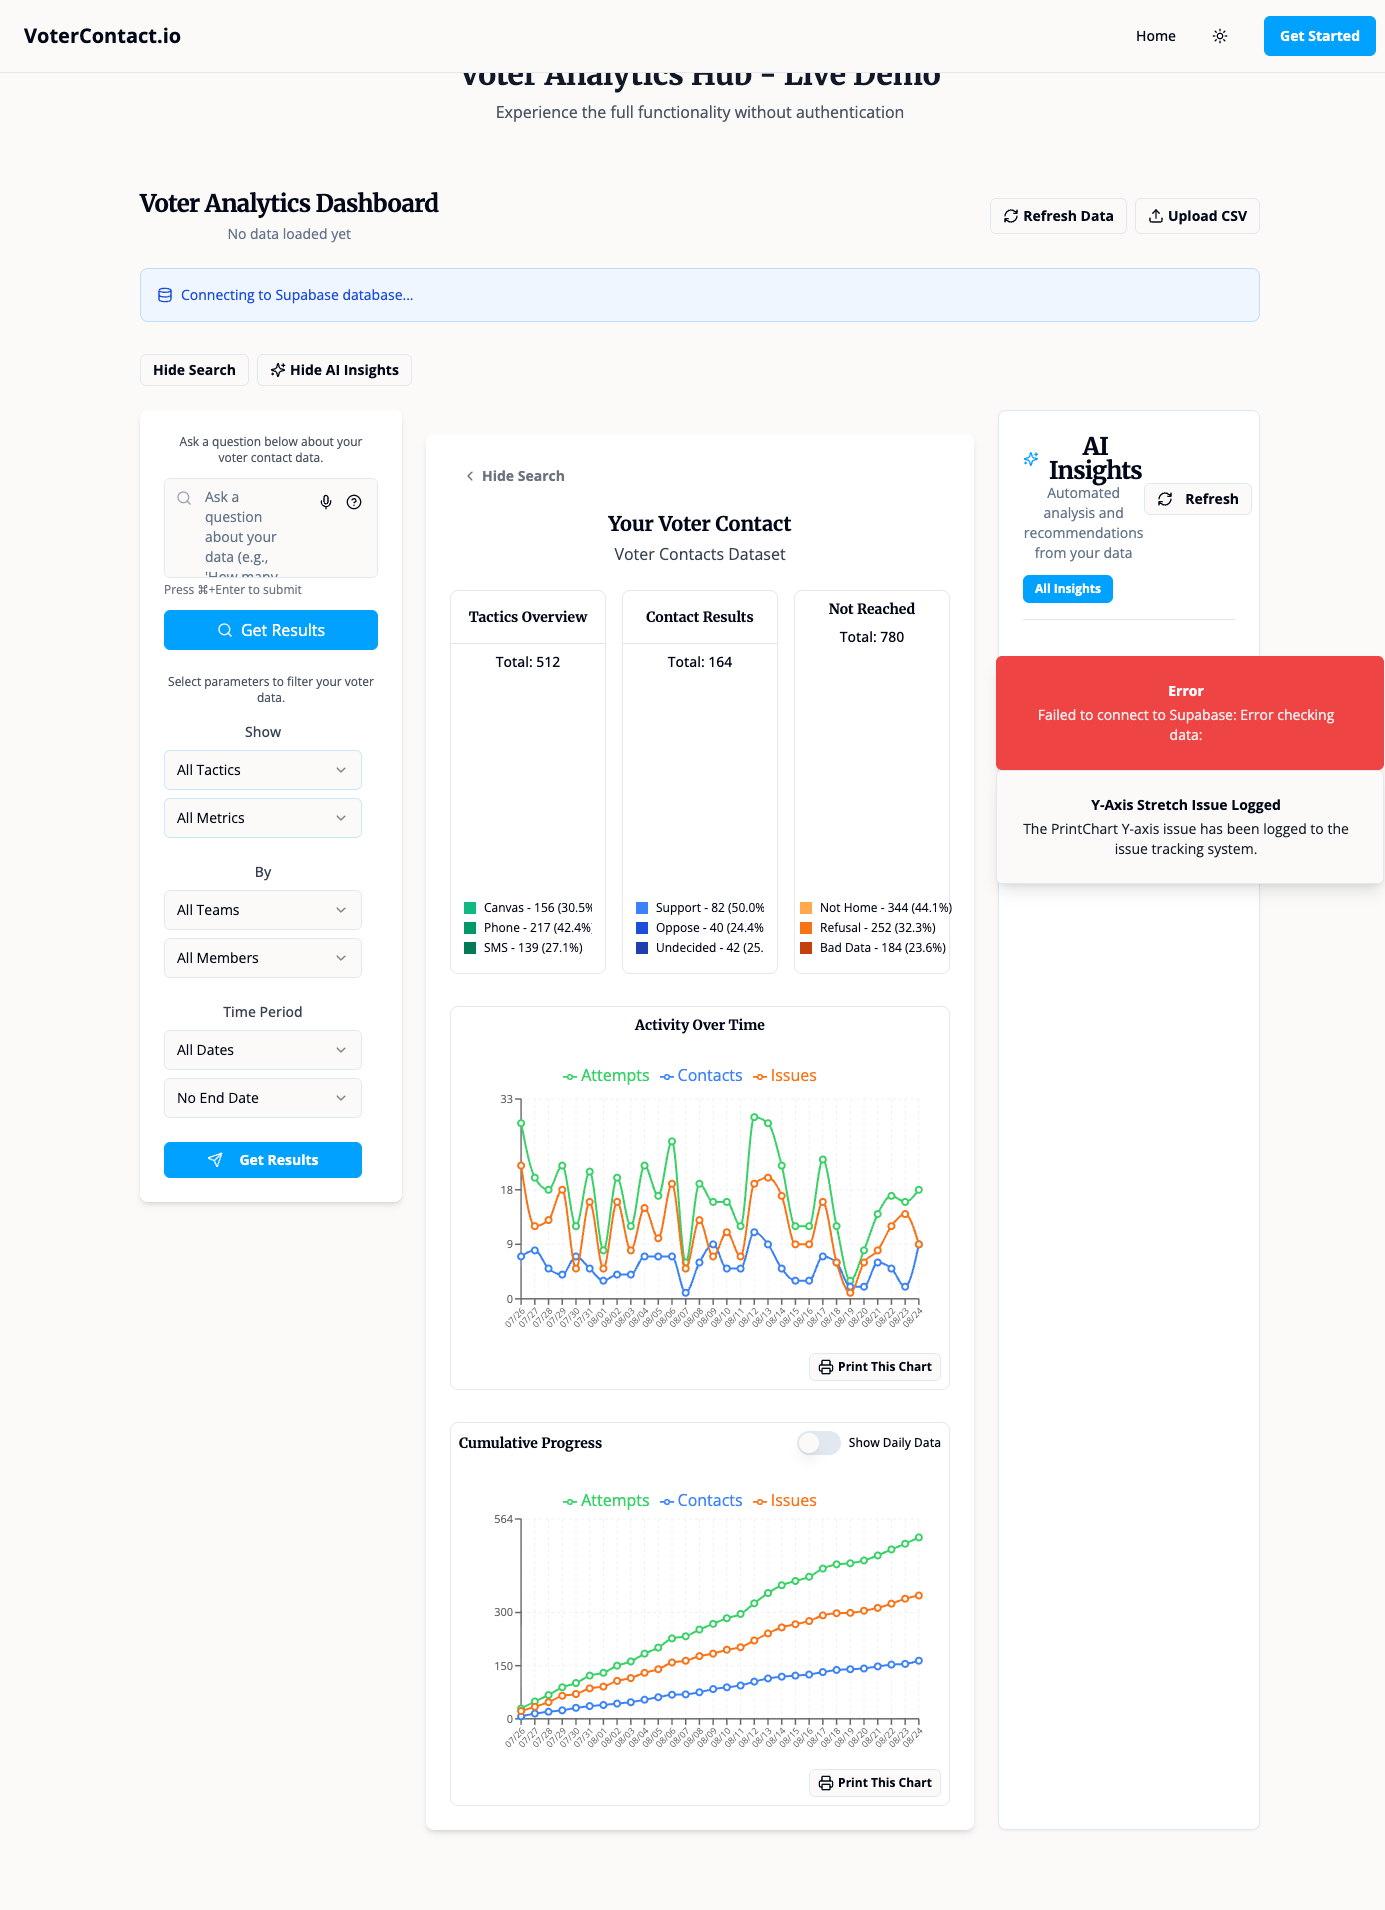 VoterContact.io
Home
Get Started
Voter Analytics Hub - Live Demo
Experience the full functionality without authentication
Voter Analytics Dashboard
No data loaded yet
Refresh Data
Upload CSV
Connecting to Supabase database...
Hide Search
Hide AI Insights
Ask a question below about your
voter contact data.
Ask a
question
about your
data (e.g.,
'How many
Press ⌘+Enter to submit
Get Results
Select parameters to filter your voter
data.
Show
All Tactics
All Metrics
By
All Teams
All Members
Time Period
All Dates
No End Date
Get Results
Hide Search
Your Voter Contact
Voter Contacts Dataset
Tactics Overview
Total: 512
Canvas - 156 (30.5%
Phone - 217 (42.4%
SMS - 139 (27.1%)
Contact Results
Total: 164
Support - 82 (50.0%
Oppose - 40 (24.4%
Undecided - 42 (25.
Not Reached
Total: 780
Not Home - 344 (44.1%)
Refusal - 252 (32.3%)
Bad Data - 184 (23.6%)
Activity Over Time
Attempts Contacts Issues
33
18
9
0
07/26 07/27 07/28 07/29 07/30 07/31 08/01 08/02 08/03 08/04 08/05 08/06 08/07 08/08 08/09 08/10 08/11 08/12 08/13 08/14 08/15 08/16 08/17 08/18 08/19 08/20 08/21 08/22 08/23 08/24
Print This Chart
Cumulative Progress
Show Daily Data
Attempts Contacts Issues
564
300
150
0
07/26 07/27 07/28 07/29 07/30 07/31 08/01 08/02 08/03 08/04 08/05 08/06 08/07 08/08 08/09 08/10 08/11 08/12 08/13 08/14 08/15 08/16 08/17 08/18 08/19 08/20 08/21 08/22 08/23 08/24
Print This Chart
AI
Insights
Automated
analysis and
recommendations
from your data
Refresh
All Insights
Error
Failed to connect to Supabase: Error checking
data:
Y-Axis Stretch Issue Logged
The PrintChart Y-axis issue has been logged to the
issue tracking system.